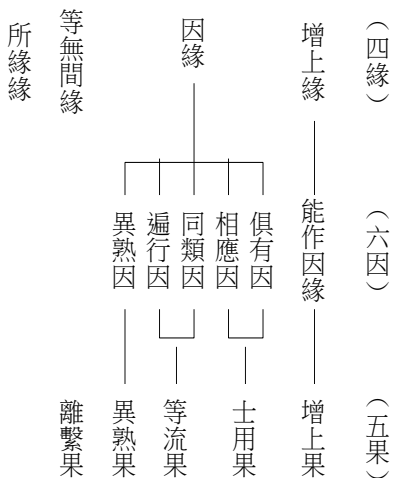 （四緣）
（六因）
（五果）
增上緣
能作因緣
增上果
因緣
俱有因
相應因
同類因
遍行因
異熟因
士用果
等流果
異熟果
等無間緣
離繫果
所緣緣